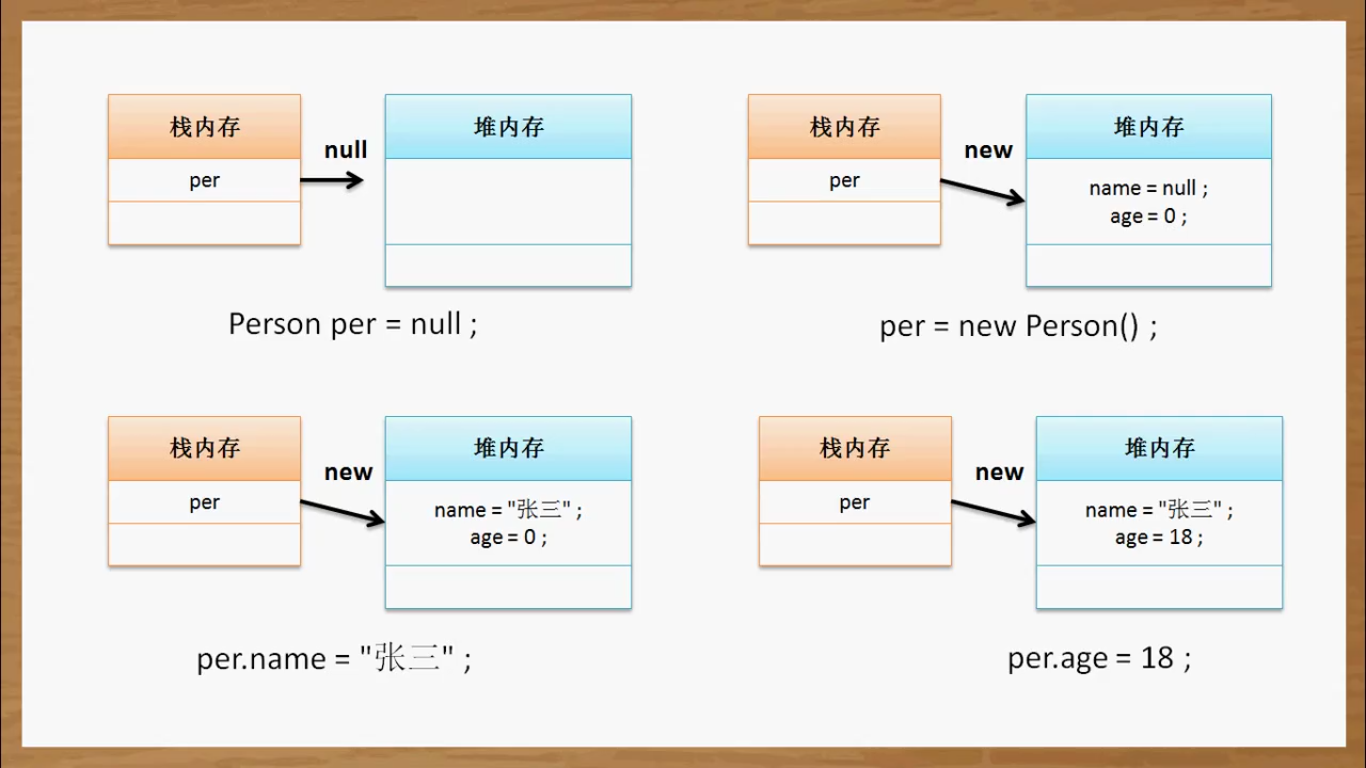 栈内存
null
堆内存
per
Person per = null ;
栈内存
new
堆内存
per
name = null ;
age = 0 ;
per = new Person() ;
栈内存
new
堆内存
per
name = "张三" ;
age = 0 ;
per.name = "张三" ;
栈内存
new
堆内存
per
name = "张三" ;
age = 18 ;
per.age = 18 ;